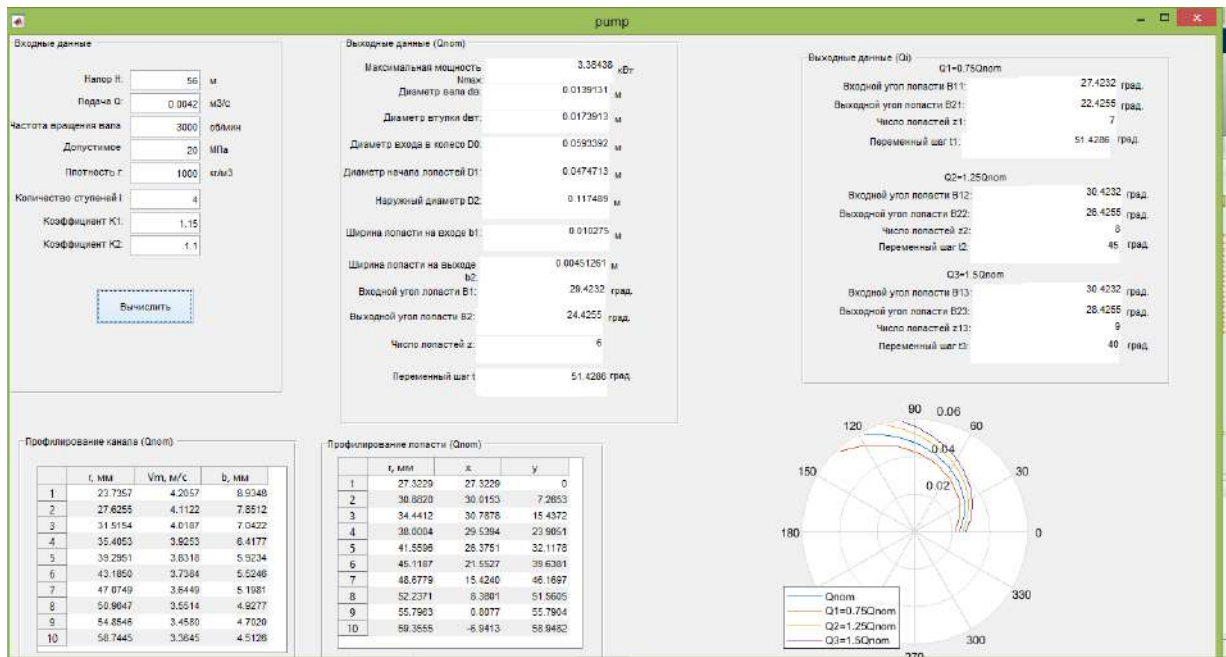 pump
Входные данные
Напор H: 56 м
Подача Q: 0.0042 м3/с
Частота вращения вала 3000 об/мин
Допустимое 20 МПа
Плотность г: 1000 кг/м3
Количество ступеней i 4
Коэффициент K1: 1.15
Коэффициент K2: 1.1
Вычислить
Выходные данные (Qnom)
Максимальная мощность Nmax: 3.38438 кВт
Диаметр вала dв: 0.0139131 м
Диаметр втулки dвт: 0.0173913 м
Диаметр входа в колесо D0: 0.0593392 м
Диаметр начала лопастей D1: 0.0474713 м
Наружный диаметр D2: 0.117489 м
Ширина лопасти на входе b1: 0.010275 м
Ширина лопасти на выходе b2: 0.00451261 м
Входной угол лопасти B1: 29.4232 град.
Выходной угол лопасти B2: 24.4255 град.
Число лопастей z: 6
Переменный шаг t 51.4286 град
Выходные данные (Qi)
Q1=0.75Qnom
Входной угол лопасти B11: 27.4232 град.
Выходной угол лопасти B21: 22.4255 град.
Число лопастей z1: 7
Переменный шаг t1: 51.4286 град.
Q2=1.25Qnom
Входной угол лопасти B12: 30.4232 град.
Выходной угол лопасти B22: 26.4255 град.
Число лопастей z2: 8
Переменный шаг t2: 45 град.
Q3=1.5Qnom
Входной угол лопасти B13: 30.4232 град.
Выходной угол лопасти B23: 28.4255 град.
Число лопастей z13: 9
Переменный шаг t3: 40 град.
Профилирование канала (Qnom)
r, мм Vm, м/с b, мм
1 23.7357 4.2057 8.9348
2 27.6255 4.1122 7.8512
3 31.5154 4.0187 7.0422
4 35.4053 3.9253 6.4177
5 39.2951 3.8318 5.9234
6 43.1850 3.7384 5.5246
7 47.0749 3.6449 5.1981
8 50.9647 3.5514 4.9277
9 54.8546 3.4580 4.7020
10 58.7445 3.3645 4.5126
Профилирование лопасти (Qnom)
r, мм x y
1 27.3229 27.3229 0
2 30.8820 30.0153 7.2653
3 34.4412 30.7878 15.4372
4 38.0004 29.5394 23.9051
5 41.5596 26.3751 32.1178
6 45.1187 21.5527 39.6381
7 48.6779 15.4240 46.1697
8 52.2371 8.3801 51.5605
9 55.7963 0.8077 55.7904
10 59.3555 -6.9413 58.9482
90 0.06
120 60
0.04
150 30
0.02
180 0
330
300
270
Qnom
Q1=0.75Qnom
Q2=1.25Qnom
Q3=1.5Qnom